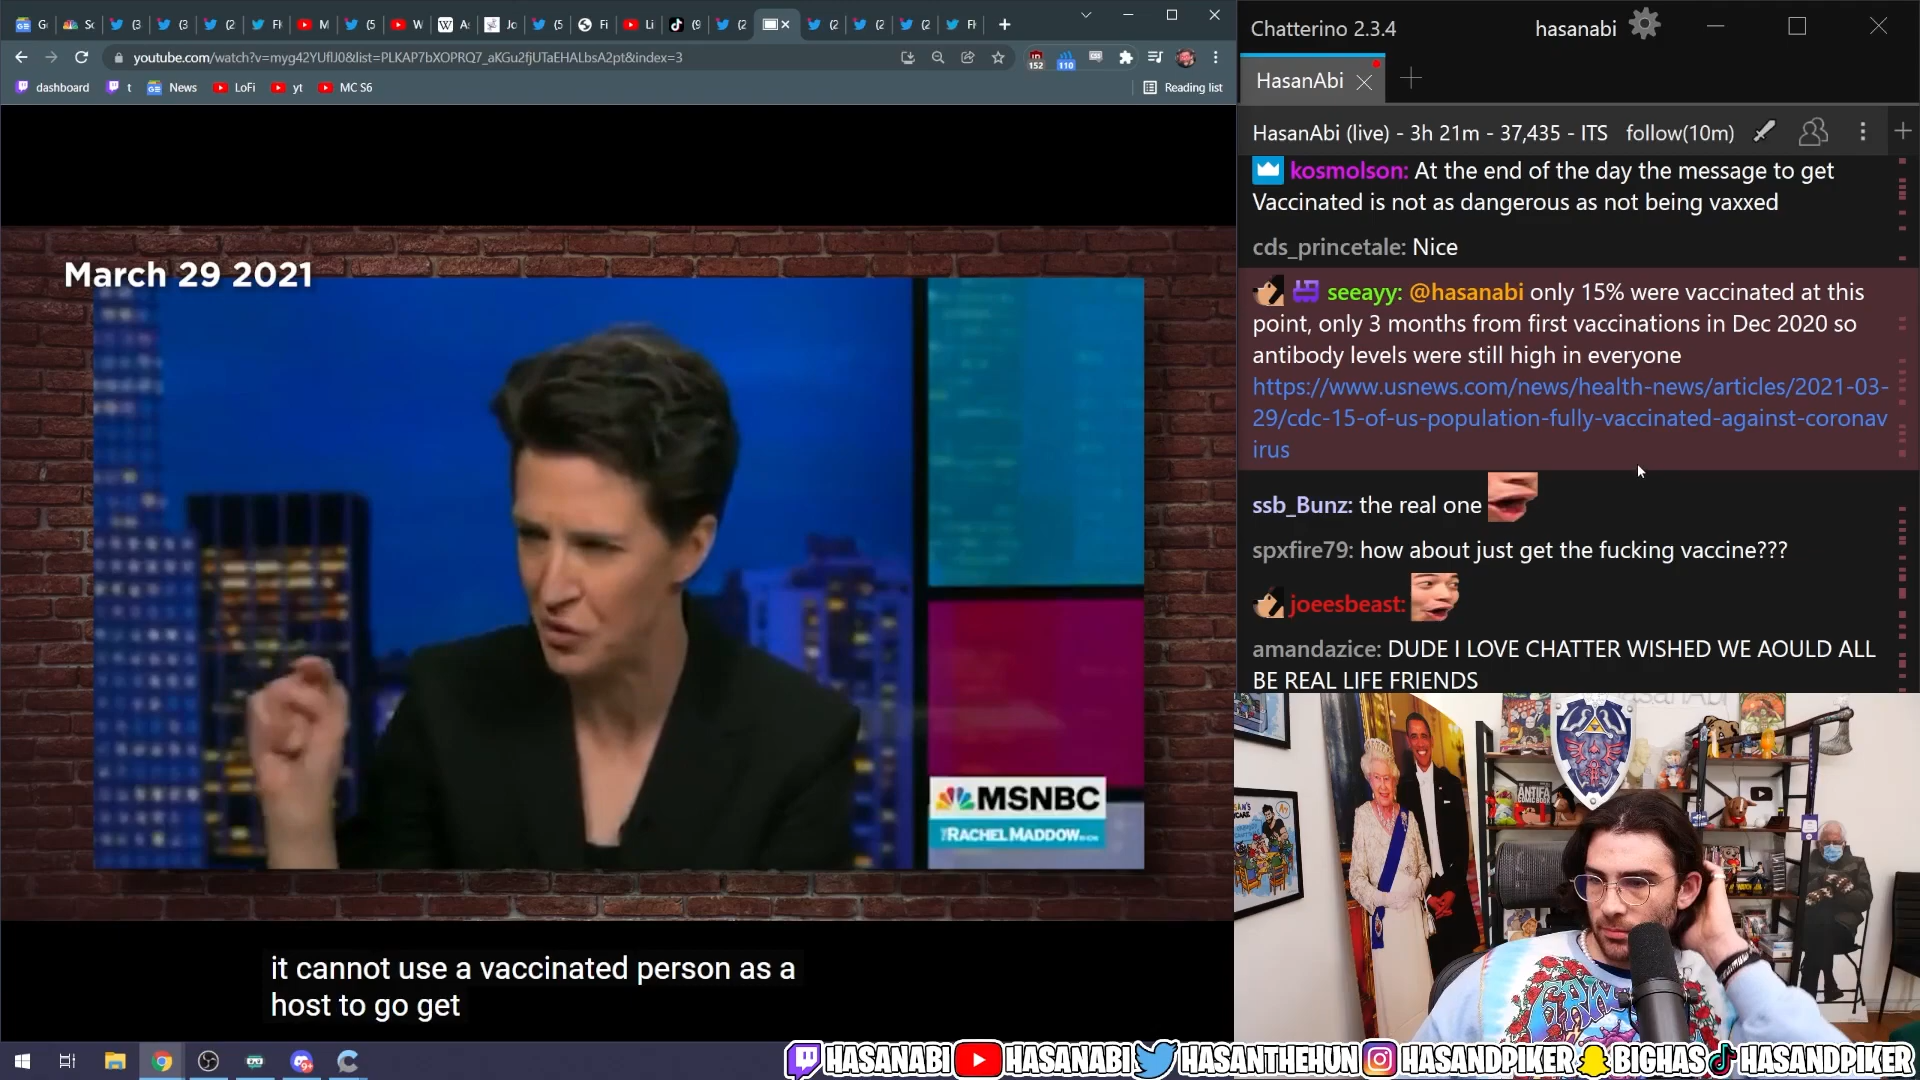 youtube.com/watch?v=myg42YUflJ0&list=PLKAP7bXOPRQ7_aKGu2fjUTaEHALbsA2pt&index=3
152
110
dashboard
t
News
LoFi
yt
MC S6
Reading list
March 29 2021
MSNBC
RACHEL MADDOW
it cannot use a vaccinated person as a
host to go get
Chatterino 2.3.4
hasanabi
HasanAbi
HasanAbi (live) - 3h 21m - 37,435 - ITS
follow(10m)
kosmolson: At the end of the day the message to get
Vaccinated is not as dangerous as not being vaxxed
cds_princetale: Nice
seeayy: @hasanabi only 15% were vaccinated at this
point, only 3 months from first vaccinations in Dec 2020 so
antibody levels were still high in everyone
https://www.usnews.com/news/health-news/articles/2021-03-
29/cdc-15-of-us-population-fully-vaccinated-against-coronav
irus
ssb_Bunz: the real one
spxfire79: how about just get the fucking vaccine???
joeesbeast:
amandazice: DUDE I LOVE CHATTER WISHED WE AOULD ALL
BE REAL LIFE FRIENDS
ANTIFA
HASANABI
HASANABI
HASANTHEHUN
HASANDPIKER
BIGHAS
HASANDPIKER